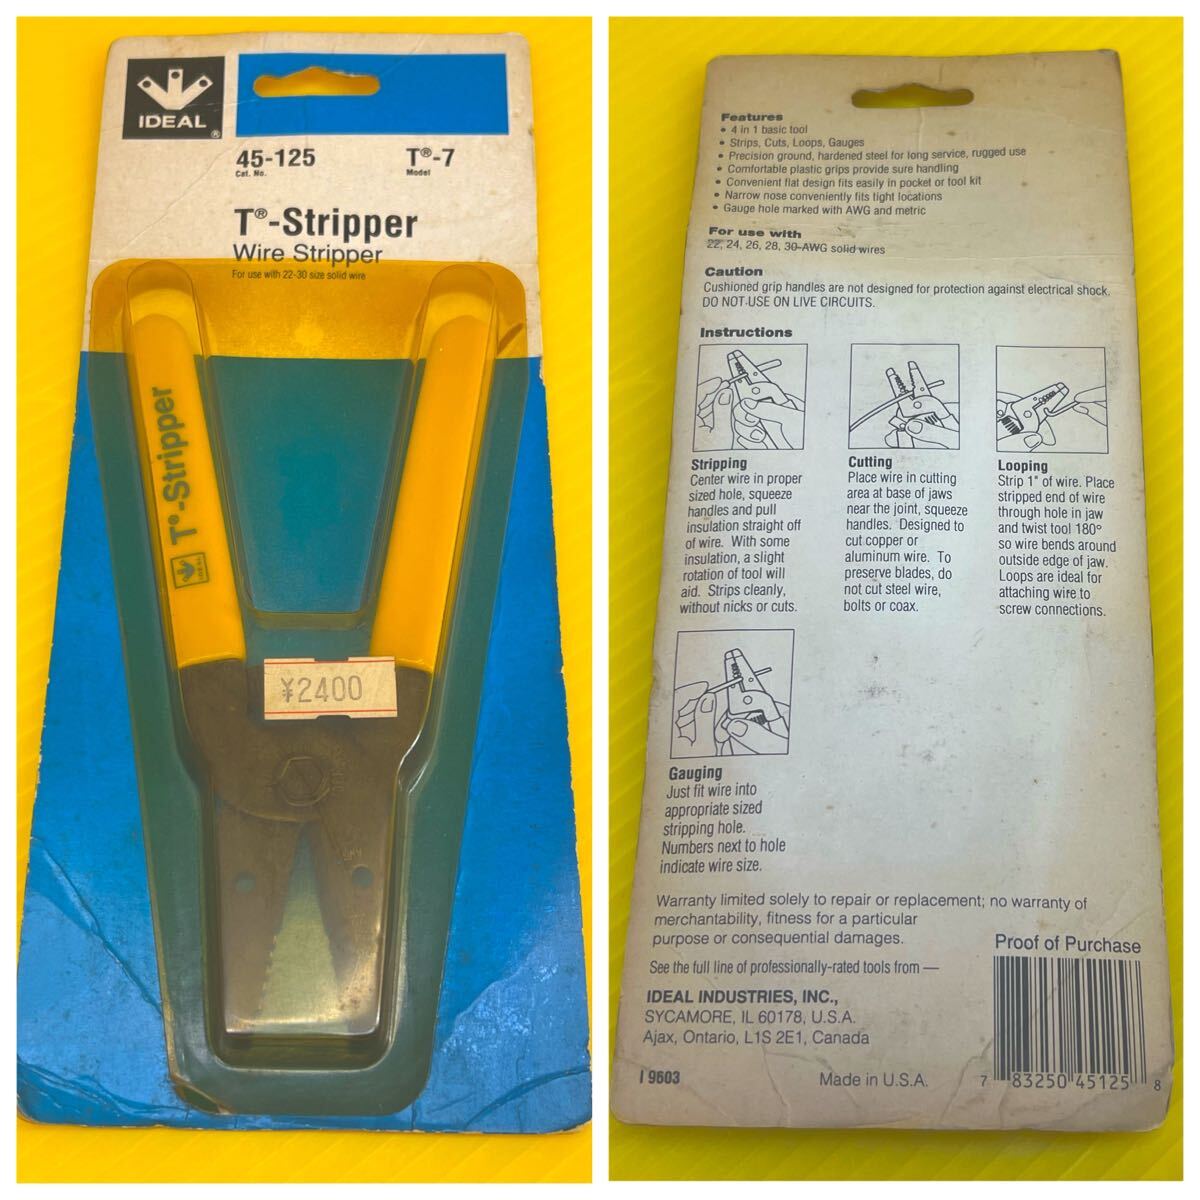 IDEAL®
45-125
Cat. No.
T®-7
Model
T®-Stripper
Wire Stripper
For use with 22-30 size solid wire
T®-Stripper
IDEAL
¥2400
Features
• 4 in 1 basic tool
• Strips, Cuts, Loops, Gauges
• Precision ground, hardened steel for long service, rugged use
• Comfortable plastic grips provide sure handling
• Convenient flat design fits easily in pocket or tool kit
• Narrow nose conveniently fits tight locations
• Gauge hole marked with AWG and metric
For use with
22, 24, 26, 28, 30-AWG solid wires
Caution
Cushioned grip handles are not designed for protection against electrical shock.
DO NOT USE ON LIVE CIRCUITS.
Instructions
Stripping
Center wire in proper
sized hole, squeeze
handles and pull
insulation straight off
of wire. With some
insulation, a slight
rotation of tool will
aid. Strips cleanly,
without nicks or cuts.
Cutting
Place wire in cutting
area at base of jaws
near the joint, squeeze
handles. Designed to
cut copper or
aluminum wire. To
preserve blades, do
not cut steel wire,
bolts or coax.
Looping
Strip 1" of wire. Place
stripped end of wire
through hole in jaw
and twist tool 180°
so wire bends around
outside edge of jaw.
Loops are ideal for
attaching wire to
screw connections.
Gauging
Just fit wire into
appropriate sized
stripping hole.
Numbers next to hole
indicate wire size.
Warranty limited solely to repair or replacement; no warranty of
merchantability, fitness for a particular
purpose or consequential damages.
See the full line of professionally-rated tools from —
IDEAL INDUSTRIES, INC.,
SYCAMORE, IL 60178, U.S.A.
Ajax, Ontario, L1S 2E1, Canada
I 9603
Made in U.S.A.
Proof of Purchase
7 83250 45125 8